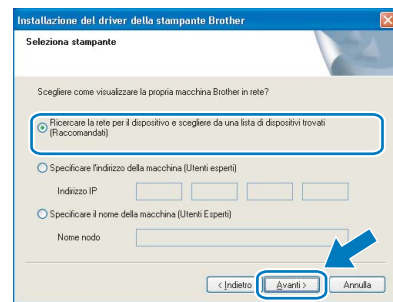 Installazione del driver della stampante Brother
Seleziona stampante
Scegliere come visualizzare la propria macchina Brother in rete?
Ricercare la rete per il dispositivo e scegliere da una lista di dispositivi trovati
(Raccomandati)
Specificare l'indirizzo della macchina (Utenti esperti)
Indirizzo IP
Specificare il nome della macchina (Utenti Esperti)
Nome nodo
< Indietro Avanti > Annulla